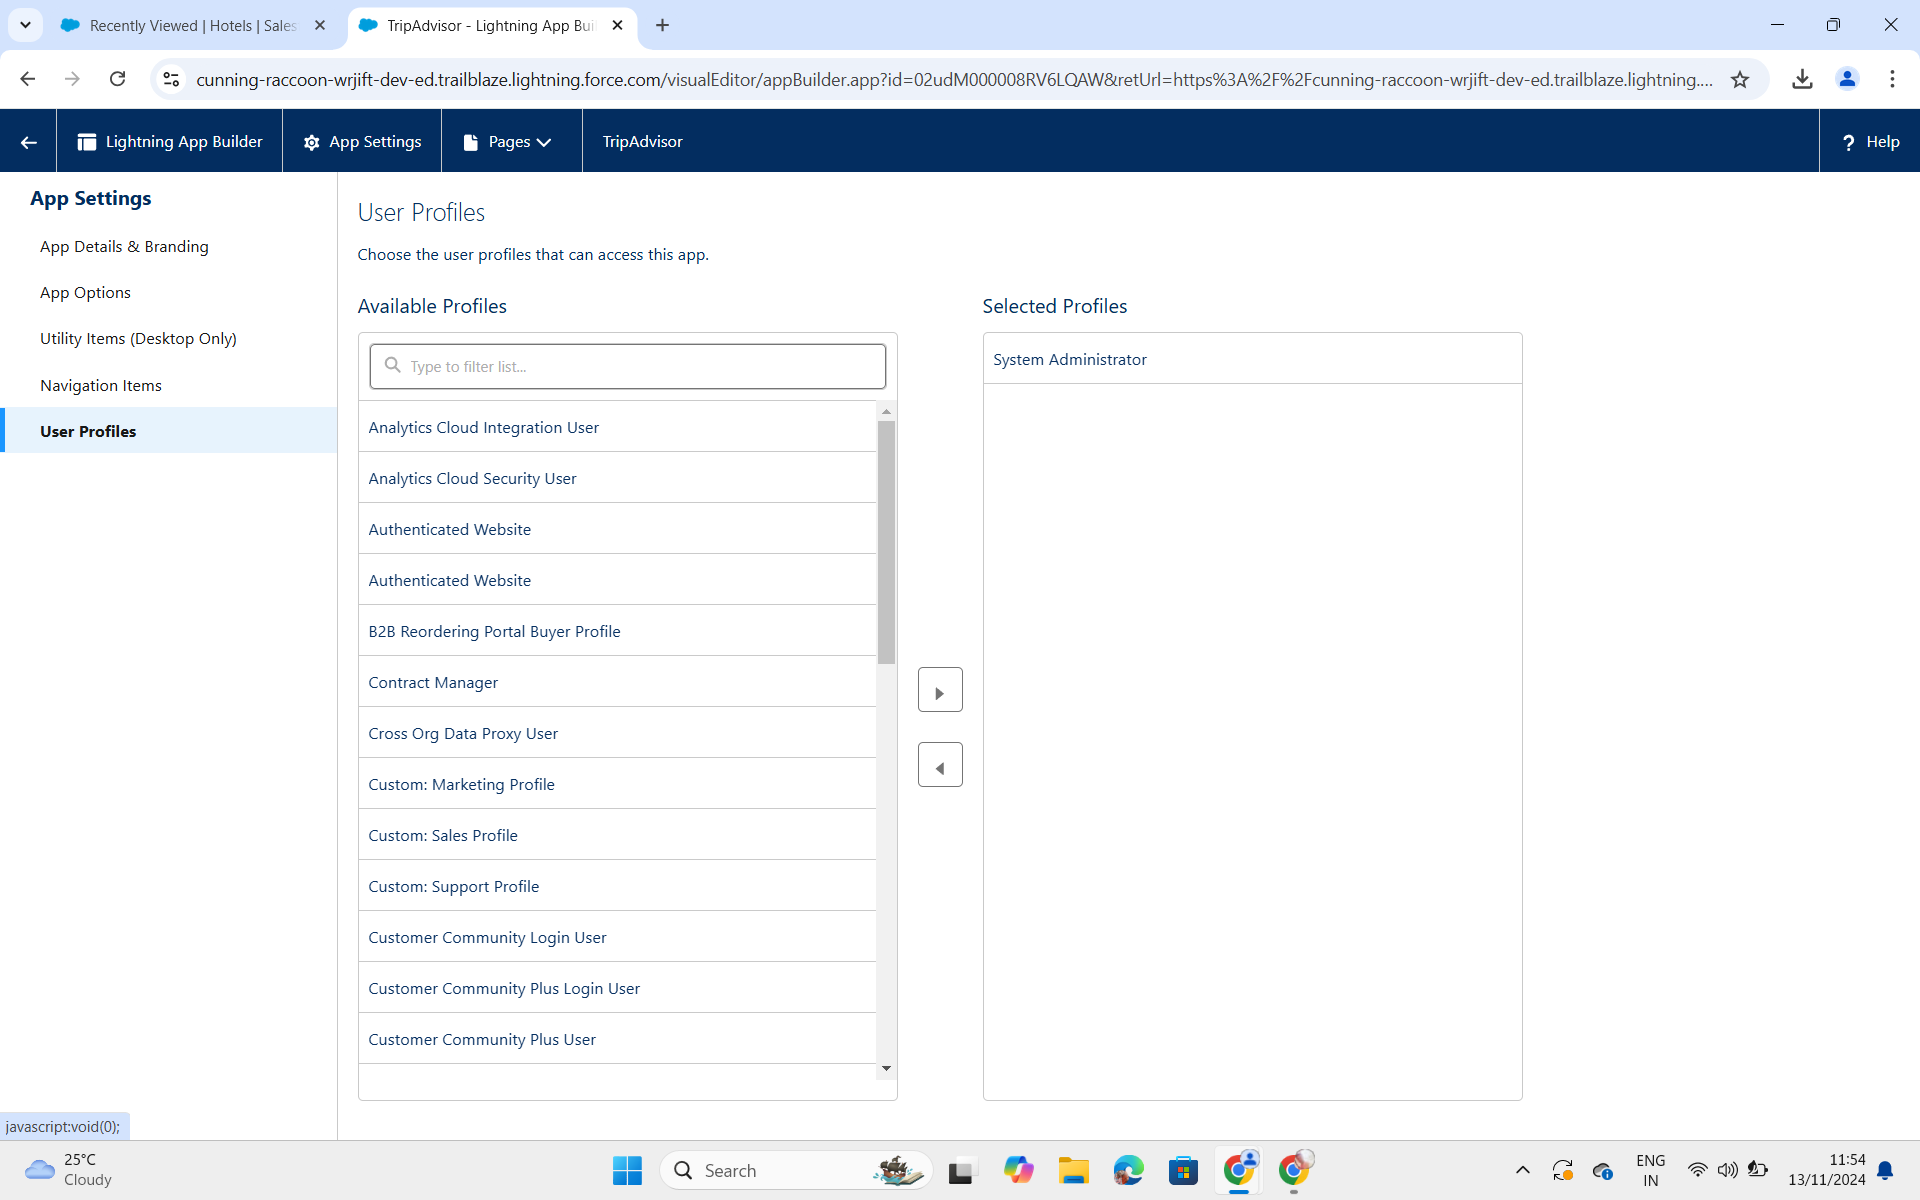 Recently Viewed | Hotels | Sales
TripAdvisor - Lightning App Buil
cunning-raccoon-wrjift-dev-ed.trailblaze.lightning.force.com/visualEditor/appBuilder.app?id=02udM000008RV6LQAW&retUrl=https%3A%2F%2Fcunning-raccoon-wrjift-dev-ed.trailblaze.lightning....
Lightning App Builder
App Settings
Pages
TripAdvisor
? Help
App Settings
App Details & Branding
App Options
Utility Items (Desktop Only)
Navigation Items
User Profiles
User Profiles
Choose the user profiles that can access this app.
Available Profiles
Type to filter list...
Analytics Cloud Integration User
Analytics Cloud Security User
Authenticated Website
Authenticated Website
B2B Reordering Portal Buyer Profile
Contract Manager
Cross Org Data Proxy User
Custom: Marketing Profile
Custom: Sales Profile
Custom: Support Profile
Customer Community Login User
Customer Community Plus Login User
Customer Community Plus User
Selected Profiles
System Administrator
javascript:void(0);
25°C
Cloudy
Search
ENG
IN
11:54
13/11/2024